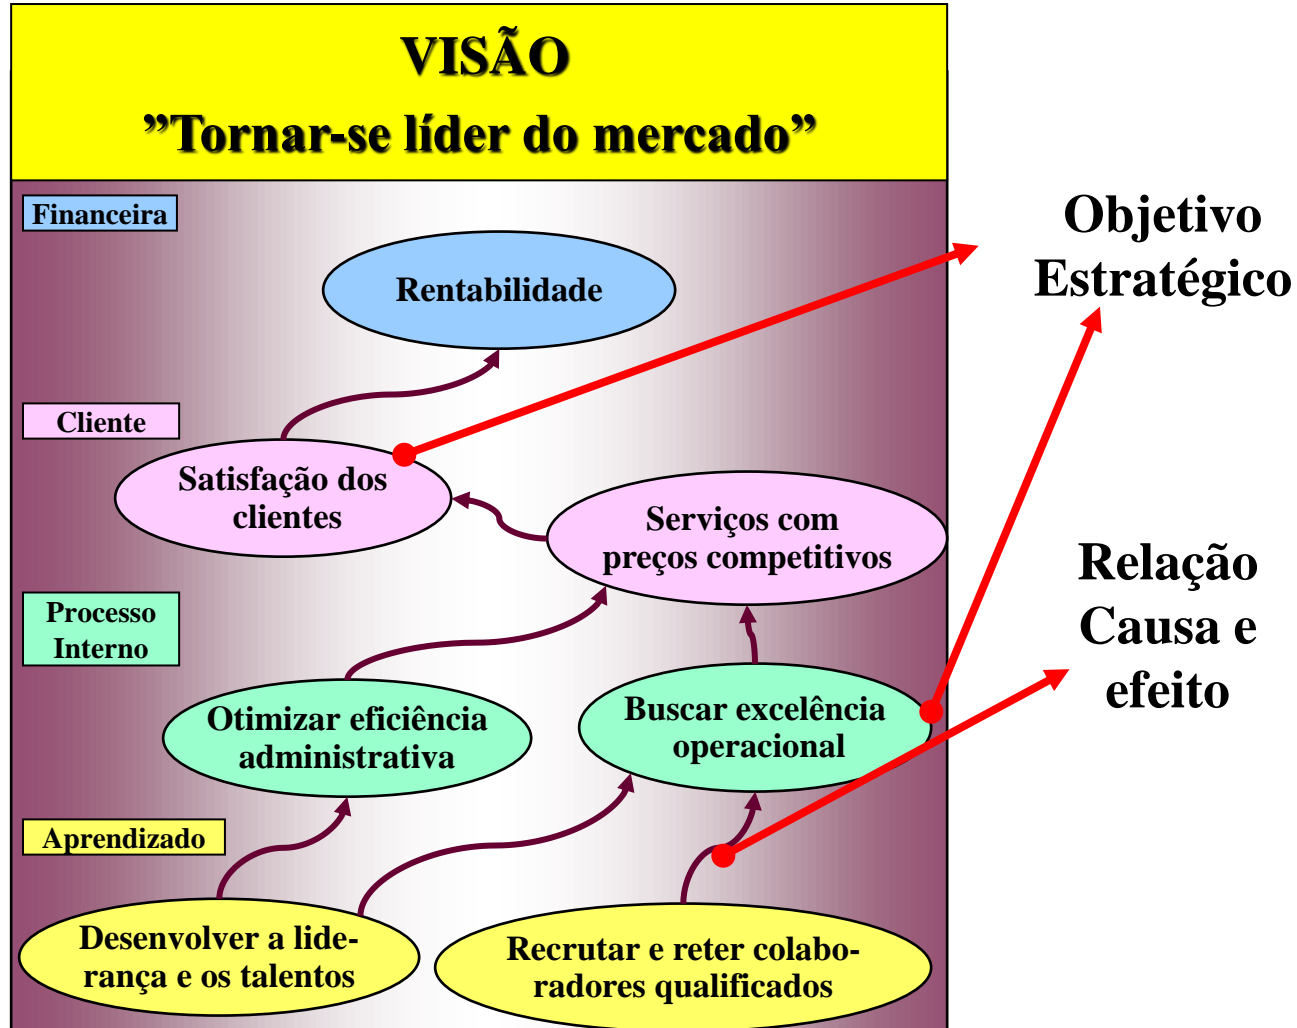 VISÃO
”Tornar-se líder do mercado”
Financeira
Rentabilidade
Objetivo
Estratégico
Cliente
Satisfação dos
clientes
Serviços com
preços competitivos
Relação
Causa e
efeito
Processo
Interno
Otimizar eficiência
administrativa
Buscar excelência
operacional
Aprendizado
Desenvolver a lide-
rança e os talentos
Recrutar e reter colabo-
radores qualificados